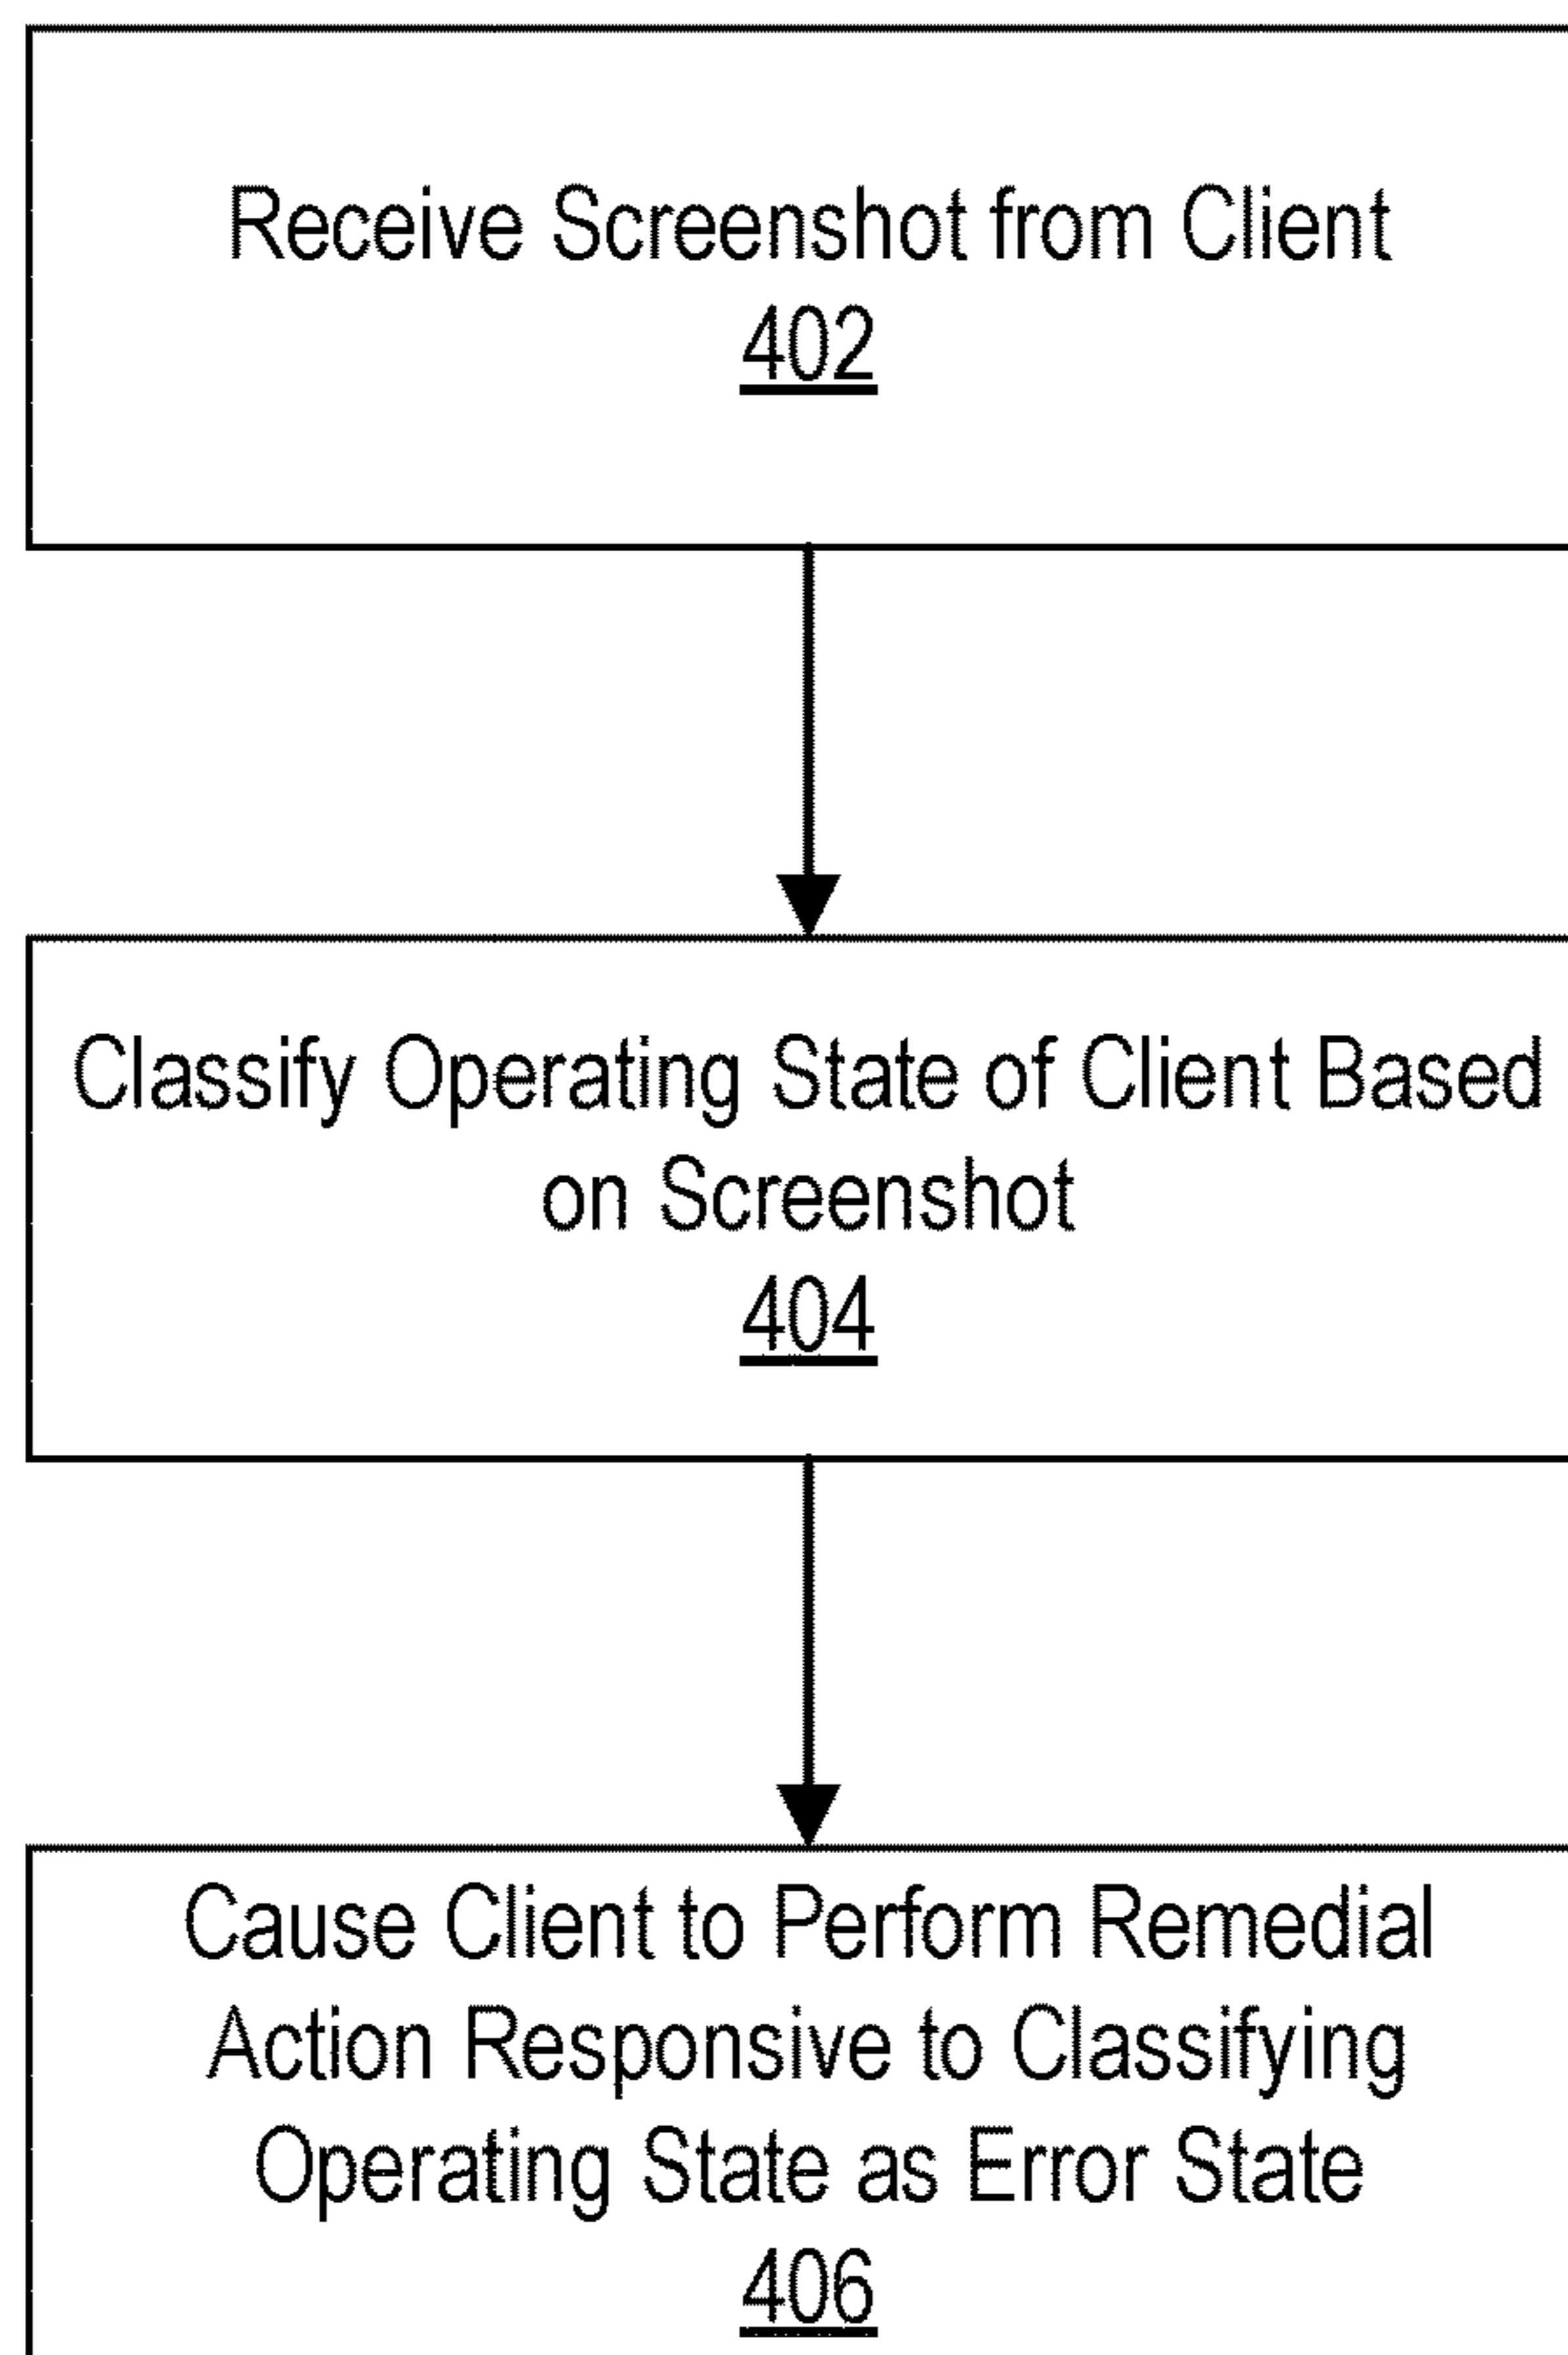 Receive Screenshot from Client
402
Classify Operating State of Client Based
on Screenshot
404
Cause Client to Perform Remedial
Action Responsive to Classifying
Operating State as Error State
406